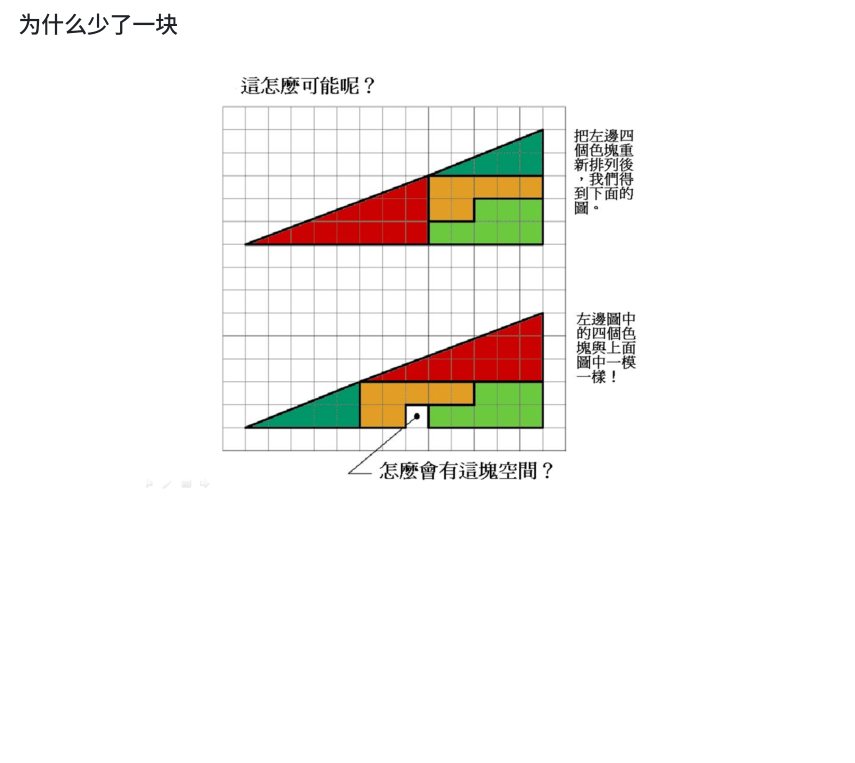 为什么少了一块
這怎麼可能呢？
把左邊四
個色塊重
新排列後
，我們得
到下面的
圖。
左邊圖中
的四個色
塊與上面
圖中一模
一樣！
怎麼會有這塊空間？